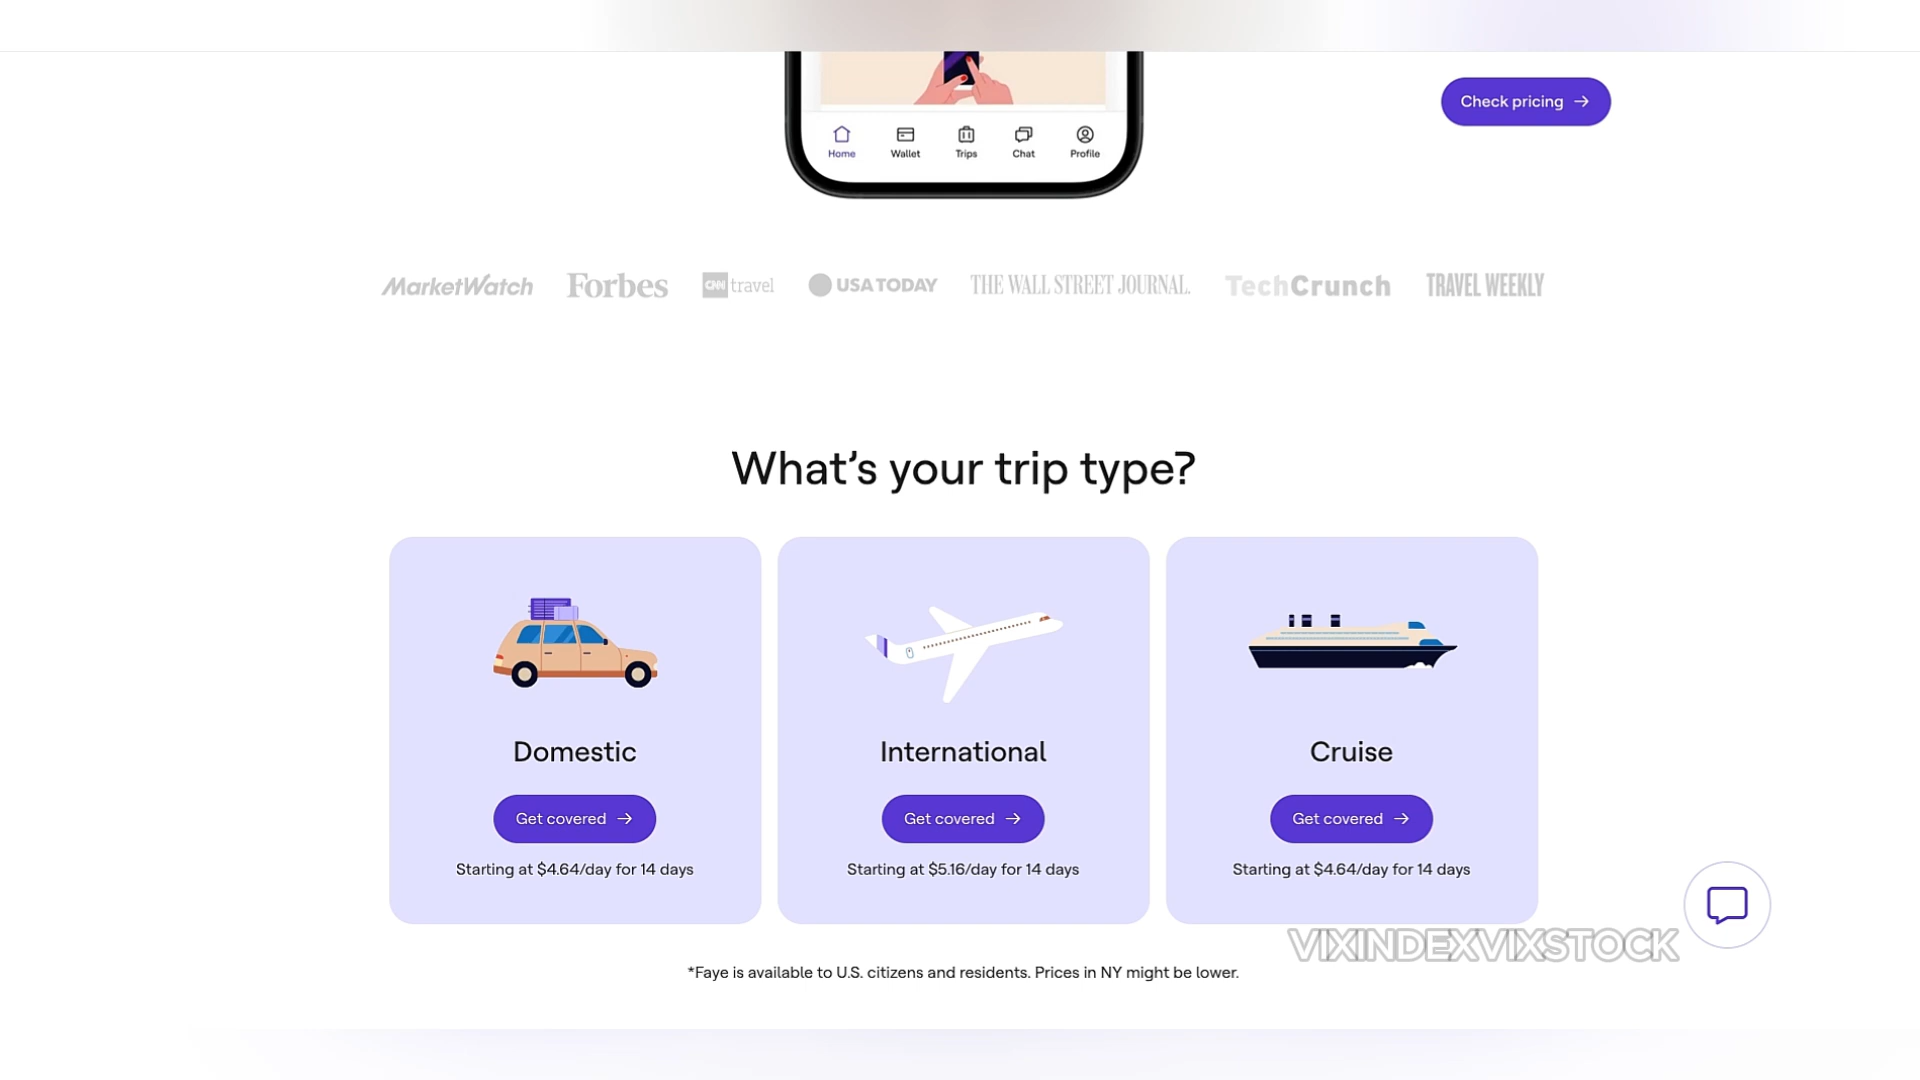 Check pricing
Home Wallet Trips Chat Profile
MarketWatch Forbes CNN travel USA TODAY THE WALL STREET JOURNAL. TechCrunch TRAVEL WEEKLY
What’s your trip type?
Domestic
Get covered
Starting at $4.64/day for 14 days
International
Get covered
Starting at $5.16/day for 14 days
Cruise
Get covered
Starting at $4.64/day for 14 days
VIXINDEXVIXSTOCK
*Faye is available to U.S. citizens and residents. Prices in NY might be lower.